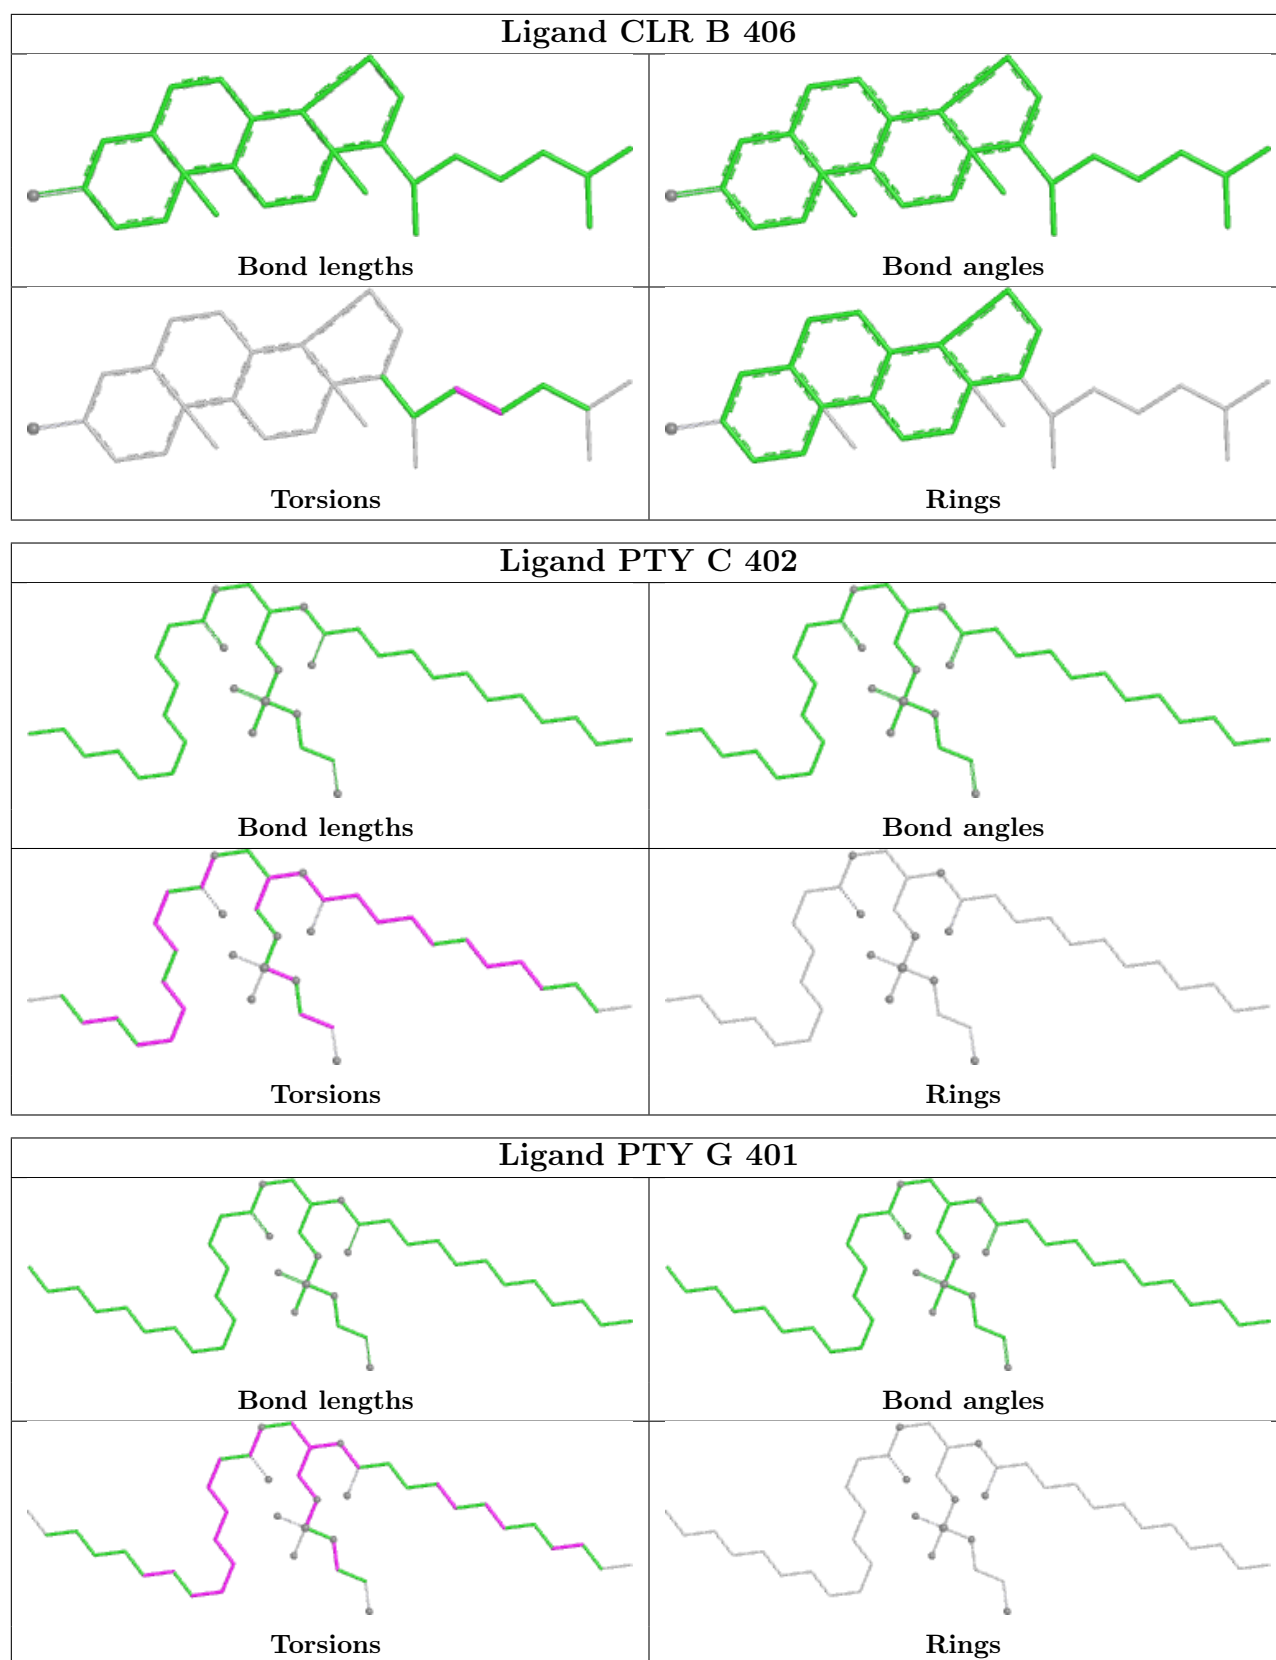 Ligand CLR B 406
Bond lengths
Bond angles
Torsions
Rings
Ligand PTY C 402
Bond lengths
Bond angles
Torsions
Rings
Ligand PTY G 401
Bond lengths
Bond angles
Torsions
Rings